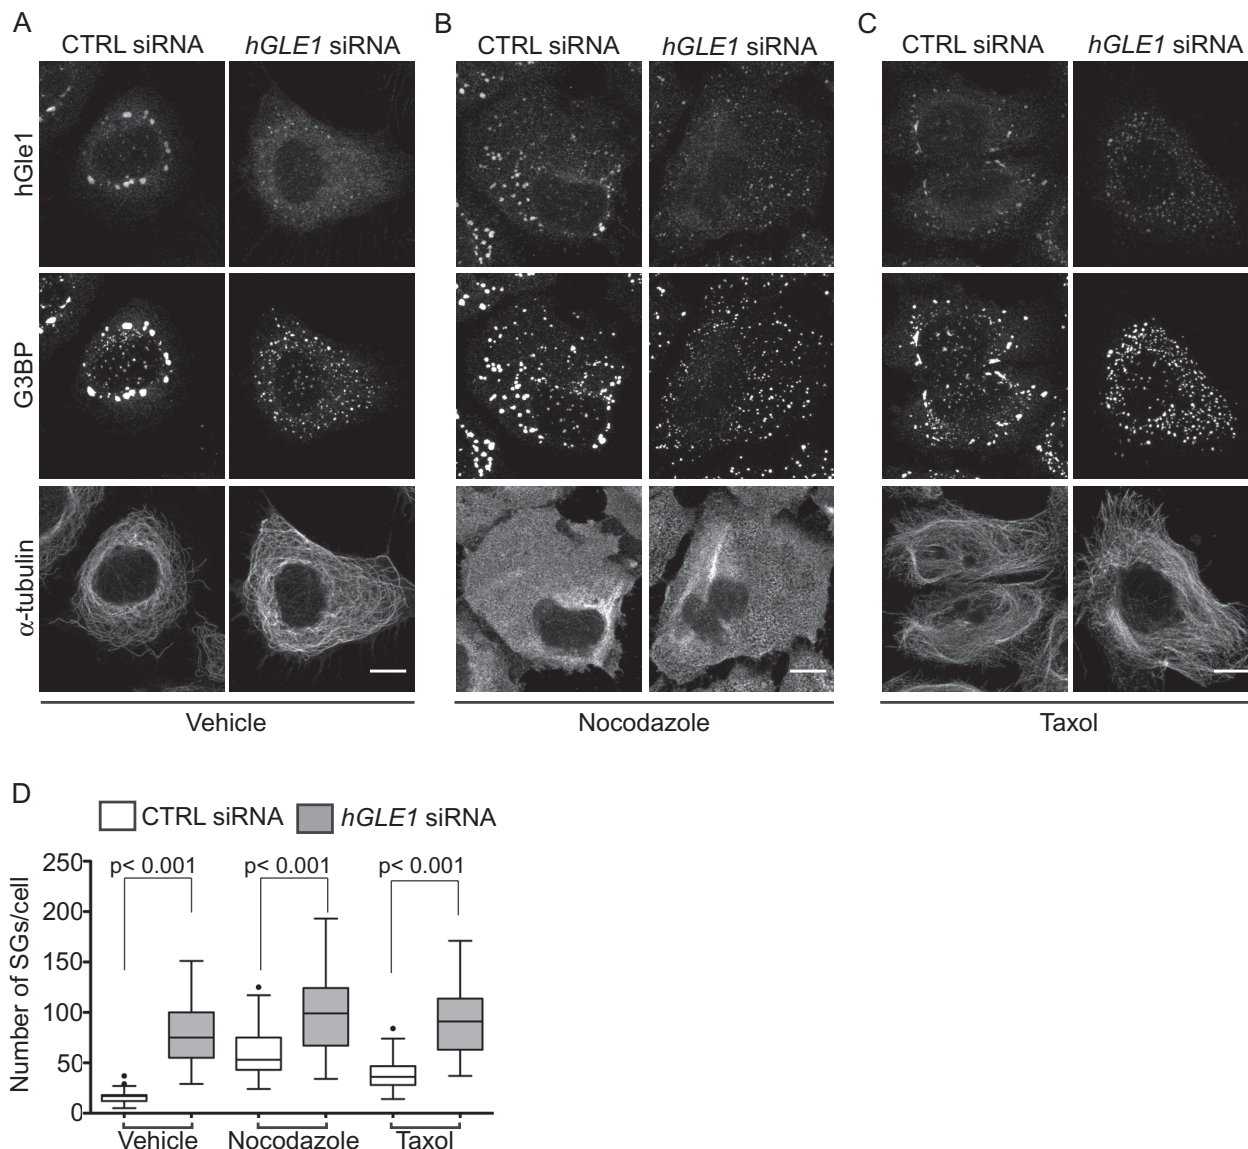 A
CTRL siRNA
hGLE1 siRNA
B
CTRL siRNA
hGLE1 siRNA
C
CTRL siRNA
hGLE1 siRNA
hGle1
G3BP
α-tubulin
Vehicle
Nocodazole
Taxol
D
CTRL siRNA
hGLE1 siRNA
Number of SGs/cell
250
200
150
100
50
0
p< 0.001
p< 0.001
p< 0.001
Vehicle
Nocodazole
Taxol